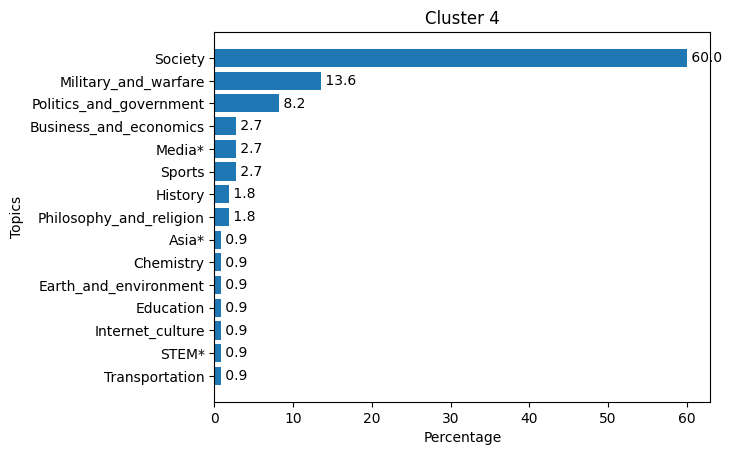 Cluster 4
Society 60.0
Military_and_warfare 13.6
Politics_and_government 8.2
Business_and_economics 2.7
Media* 2.7
Sports 2.7
History 1.8
Philosophy_and_religion 1.8
Asia* 0.9
Chemistry 0.9
Earth_and_environment 0.9
Education 0.9
Internet_culture 0.9
STEM* 0.9
Transportation 0.9
Topics
0 10 20 30 40 50 60
Percentage